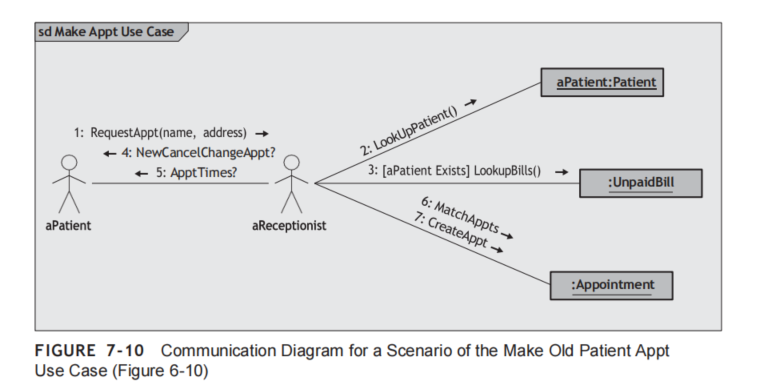 sd Make Appt Use Case
aPatient:Patient
1: RequestAppt(name, address) →
2: LookUpPatient() →
← 4: NewCancelChangeAppt?
3: [aPatient Exists] LookupBills() →
← 5: ApptTimes?
:UnpaidBill
6: MatchAppts →
7: CreateAppt →
aPatient
aReceptionist
:Appointment
FIGURE 7-10 Communication Diagram for a Scenario of the Make Old Patient Appt
Use Case (Figure 6-10)